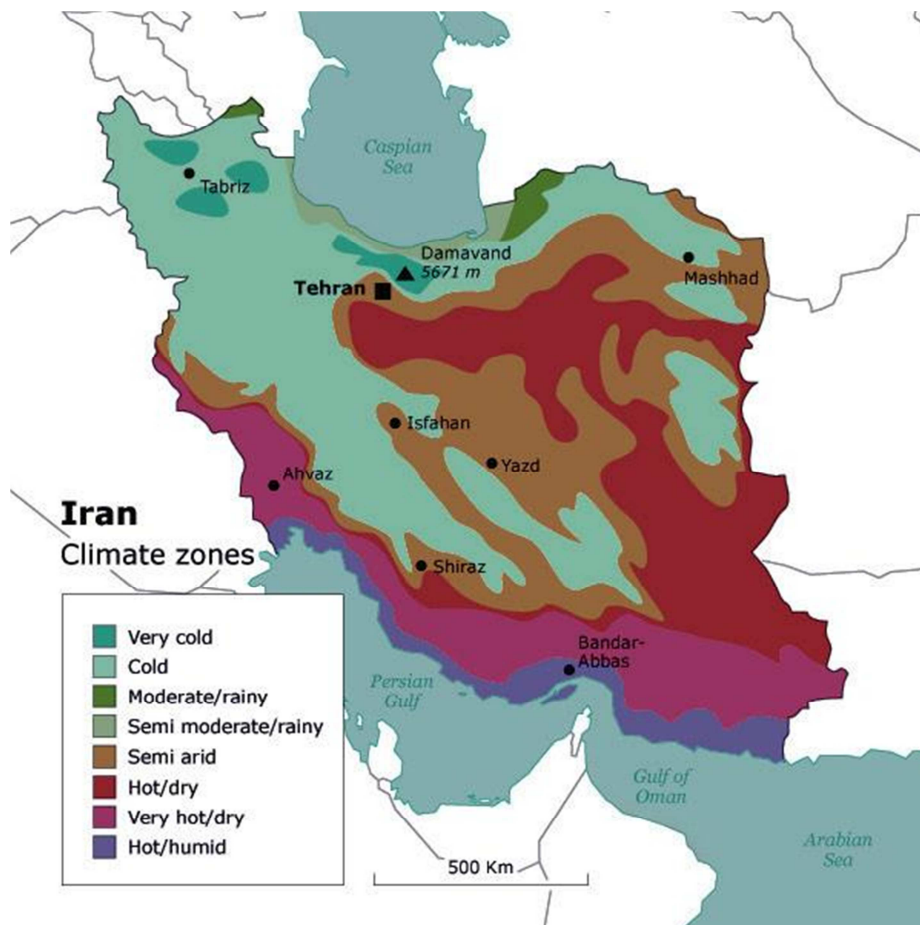 Caspian
Sea
Tabriz
Damavand
5671 m
Tehran
Mashhad
Isfahan
Yazd
Ahvaz
Iran
Climate zones
Shiraz
Bandar-
Abbas
Persian
Gulf
Gulf of
Oman
Arabian
Sea
Very cold
Cold
Moderate/rainy
Semi moderate/rainy
Semi arid
Hot/dry
Very hot/dry
Hot/humid
500 Km